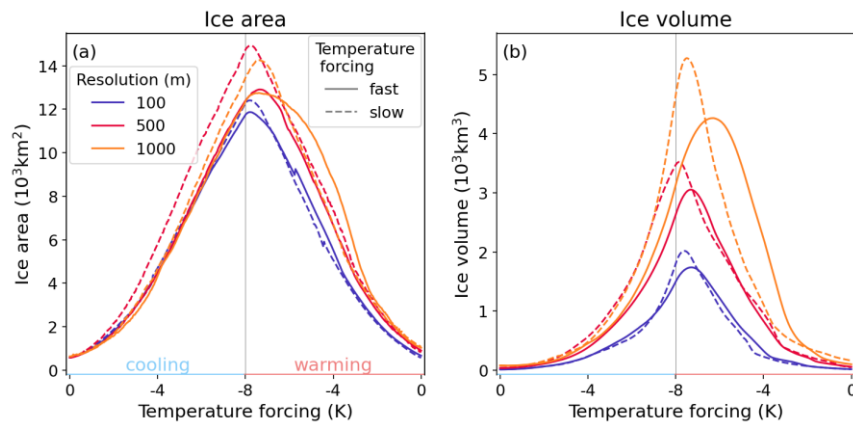 Ice area
Ice volume
(a)
Resolution (m)
100
500
1000
Temperature
forcing
fast
slow
14
12
10
8
6
4
2
0
Ice area (10³km²)
cooling
warming
0
-4
-8
-4
0
Temperature forcing (K)
(b)
5
4
3
2
1
0
Ice volume (10³km³)
0
-4
-8
-4
0
Temperature forcing (K)